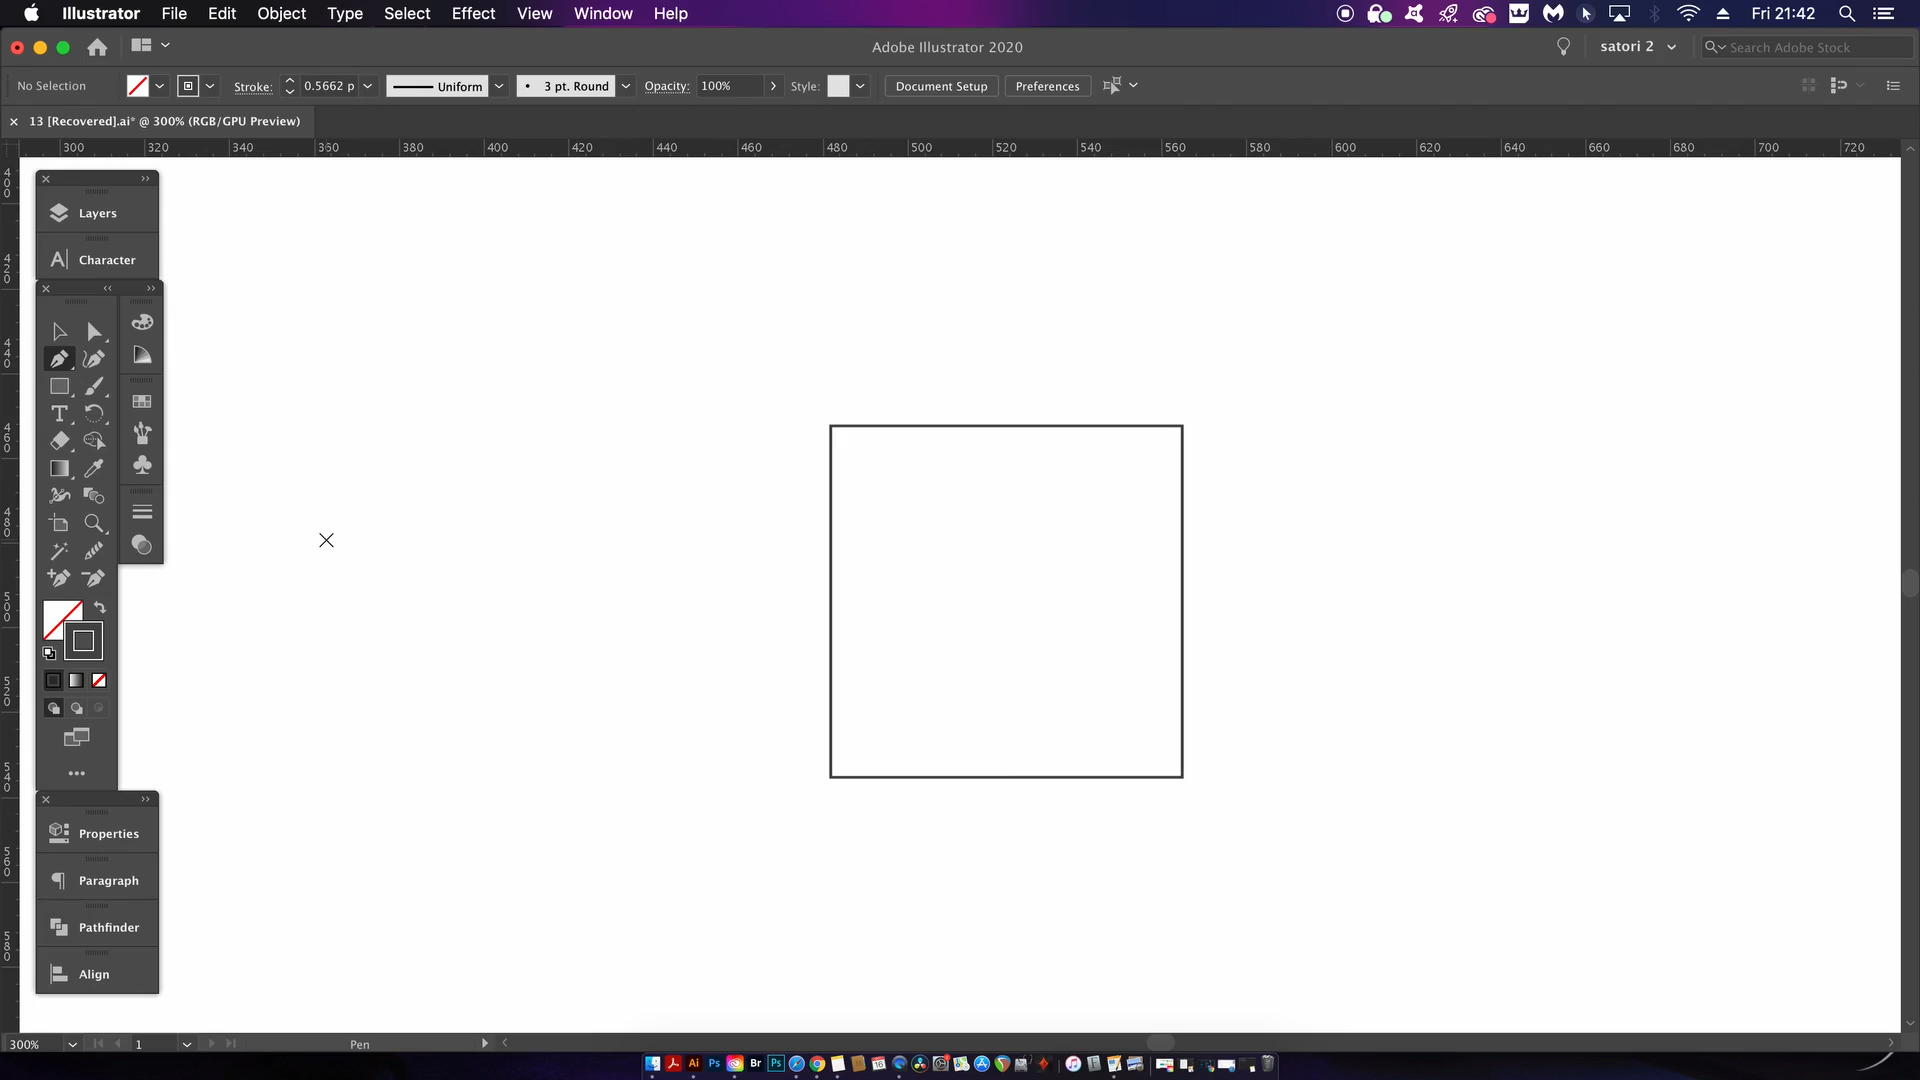 Illustrator File Edit Object Type Select Effect View Window Help Fri 21:42
Adobe Illustrator 2020 satori 2 Search Adobe Stock
No Selection Stroke: 0.5662 p Uniform 3 pt. Round Opacity: 100% Style: Document Setup Preferences
13 [Recovered].ai* @ 300% (RGB/GPU Preview)
300 320 340 360 380 400 420 440 460 480 500 520 540 560 580 600 620 640 660 680 700 720
400
420
440
460
480
500
520
540
560
580
Layers
Character
Properties
Paragraph
Pathfinder
Align
300% 1 Pen
Ai Ps Br Ps